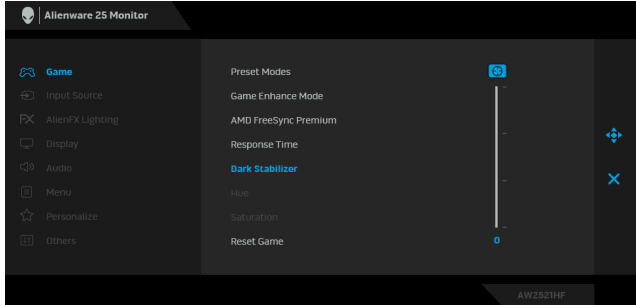 Alienware 25 Monitor
Game
Input Source
FX AlienFX Lighting
Display
Audio
Menu
Personalize
Others
Preset Modes
Game Enhance Mode
AMD FreeSync Premium
Response Time
Dark Stabilizer
Hue
Saturation
Reset Game
0
AW2521HF